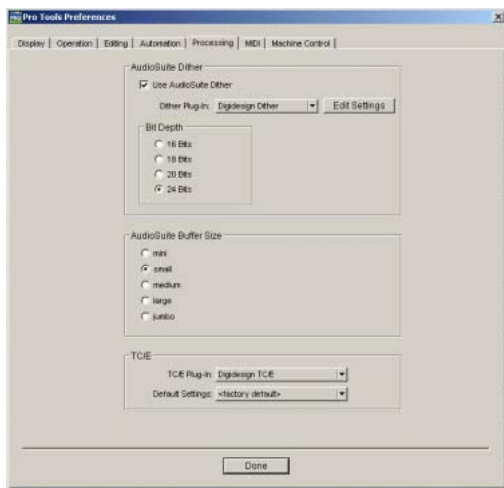 Pro Tools Preferences
Display Operation Editing Automation Processing MIDI Machine Control
AudioSuite Dither
Use AudioSuite Dither
Dither Plug-In: Digidesign Dither Edit Settings
Bit Depth
16 Bits
18 Bits
20 Bits
24 Bits
AudioSuite Buffer Size
mini
small
medium
large
jumbo
TC/E
TC/E Plug-in: Digidesign TC/E
Default Settings: <factory default>
Done